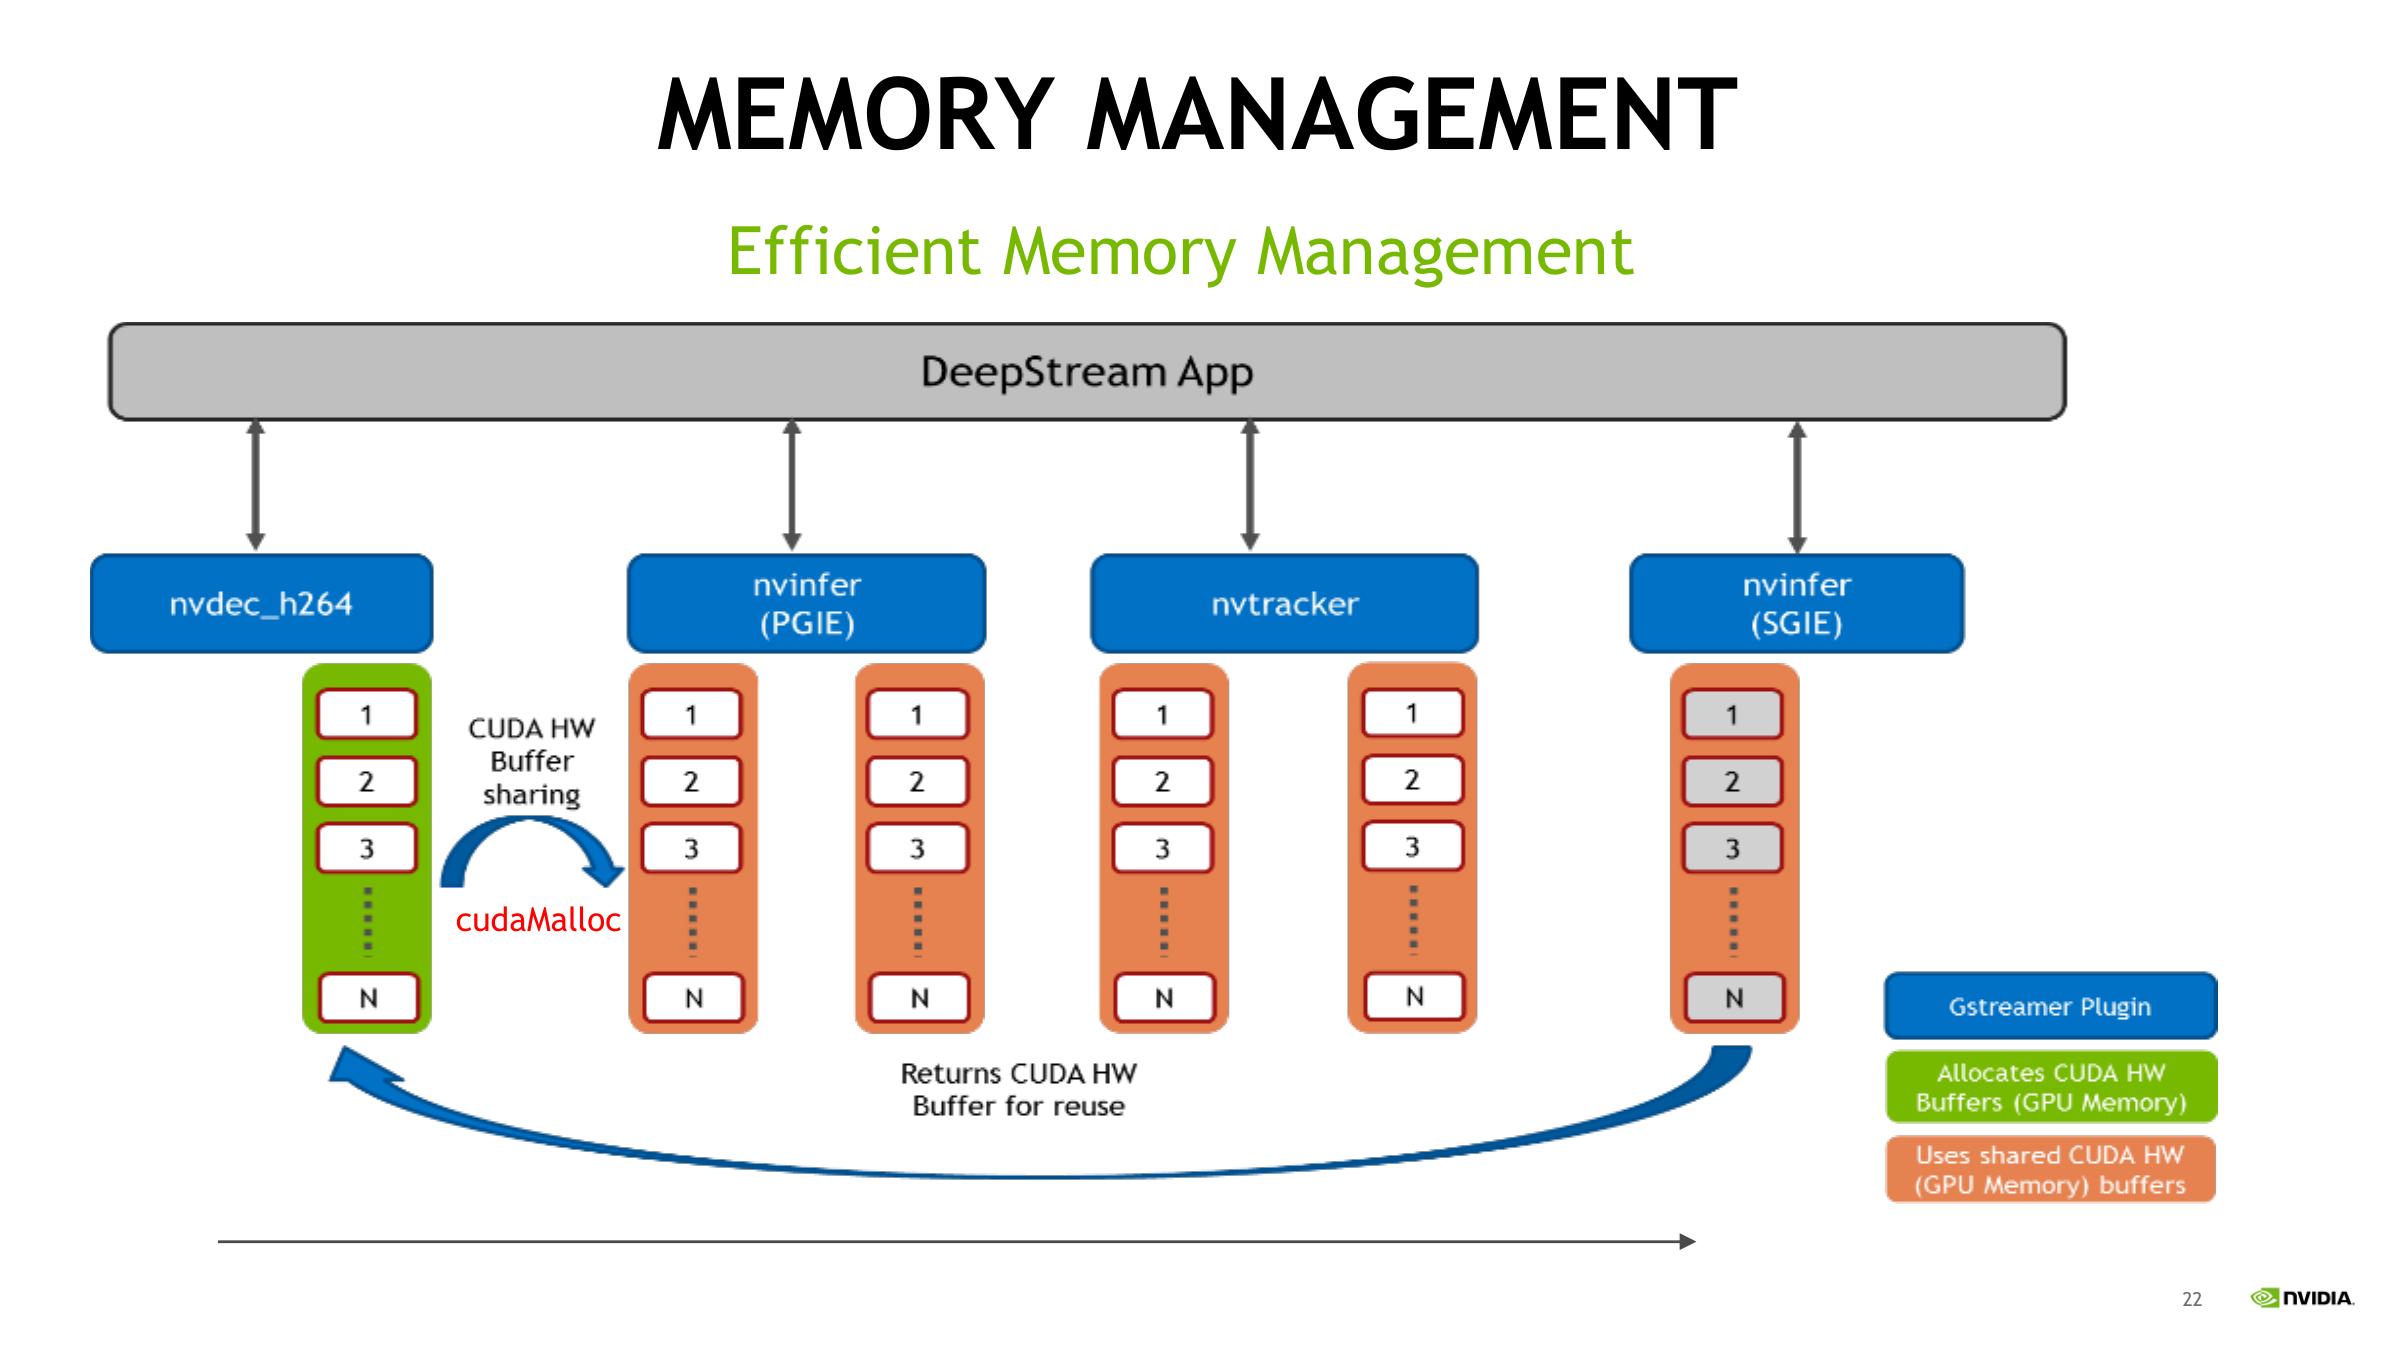 MEMORY MANAGEMENT
Efficient Memory Management
DeepStream App
nvdec_h264
nvinfer
(PGIE)
nvtracker
nvinfer
(SGIE)
1
2
3
N
CUDA HW
Buffer
sharing
cudaMalloc
1
2
3
N
1
2
3
N
1
2
3
N
1
2
3
N
1
2
3
N
Returns CUDA HW
Buffer for reuse
Gstreamer Plugin
Allocates CUDA HW
Buffers (GPU Memory)
Uses shared CUDA HW
(GPU Memory) buffers
22
NVIDIA.